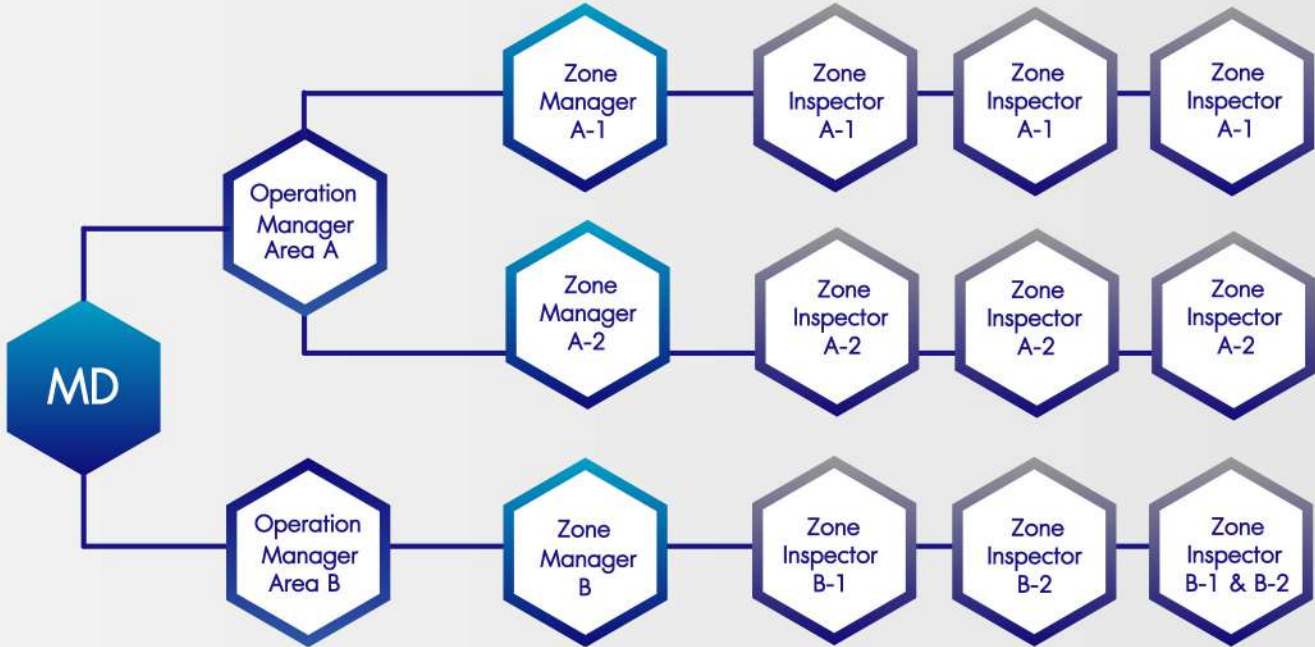 Zone
Manager
A-1
Zone
Inspector
A-1
Zone
Inspector
A-1
Zone
Inspector
A-1
Operation
Manager
Area A
Zone
Manager
A-2
Zone
Inspector
A-2
Zone
Inspector
A-2
Zone
Inspector
A-2
MD
Operation
Manager
Area B
Zone
Manager
B
Zone
Inspector
B-1
Zone
Inspector
B-2
Zone
Inspector
B-1 & B-2